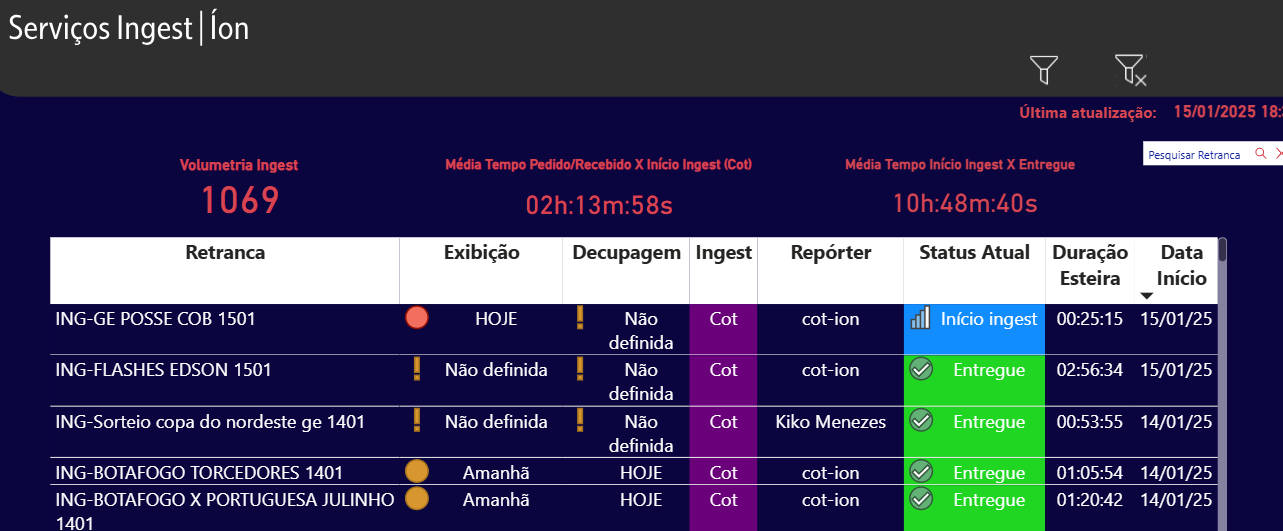 Serviços Ingest|Íon
Última atualização: 15/01/2025 18:
Volumetria Ingest
1069
Média Tempo Pedido/Recebido X Início Ingest (Cot)
02h:13m:58s
Média Tempo Início Ingest X Entregue
10h:48m:40s
Pesquisar Retranca
Retranca Exibição Decupagem Ingest Repórter Status Atual Duração Esteira Data Início
ING-GE POSSE COB 1501 HOJE Não definida Cot cot-ion Início ingest 00:25:15 15/01/25
ING-FLASHES EDSON 1501 Não definida Não definida Cot cot-ion Entregue 02:56:34 15/01/25
ING-Sorteio copa do nordeste ge 1401 Não definida Não definida Cot Kiko Menezes Entregue 00:53:55 14/01/25
ING-BOTAFOGO TORCEDORES 1401 Amanhã HOJE Cot cot-ion Entregue 01:05:54 14/01/25
ING-BOTAFOGO X PORTUGUESA JULINHO 1401 Amanhã HOJE Cot cot-ion Entregue 01:20:42 14/01/25